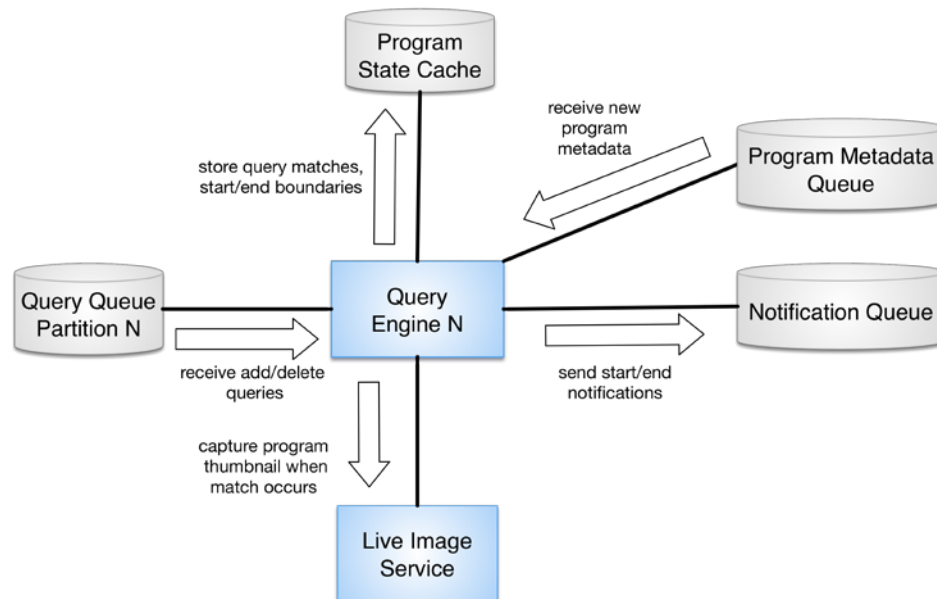 Program
State Cache
receive new
program
metadata
store query matches,
start/end boundaries
Program Metadata
Queue
Query Queue
Partition N
Query
Engine N
Notification Queue
receive add/delete
queries
send start/end
notifications
capture program
thumbnail when
match occurs
Live Image
Service